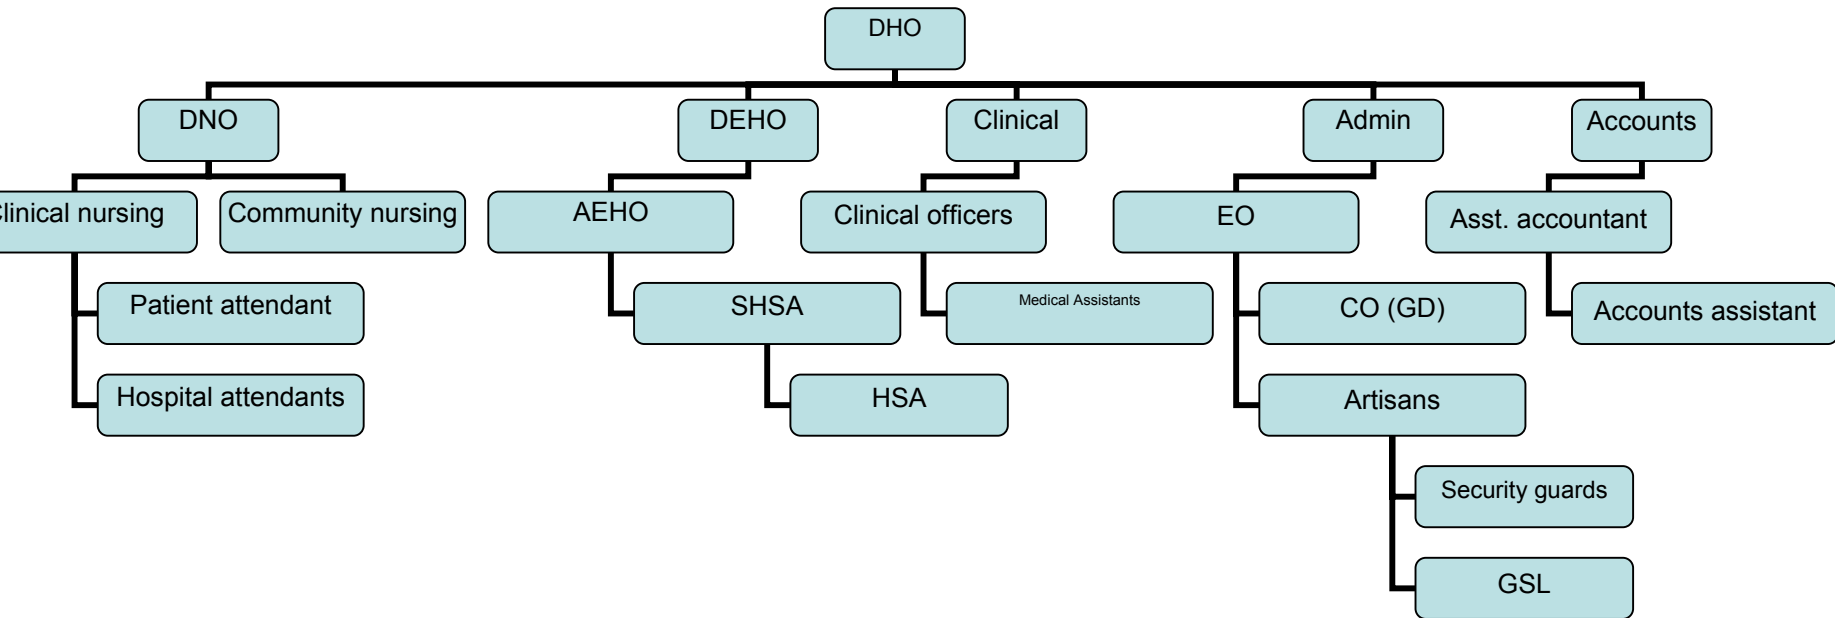 DHO
DNO
DEHO
Clinical
Admin
Accounts
Clinical nursing
Community nursing
AEHO
Clinical officers
EO
Asst. accountant
Patient attendant
SHSA
Medical Assistants
CO (GD)
Accounts assistant
Hospital attendants
HSA
Artisans
Security guards
GSL